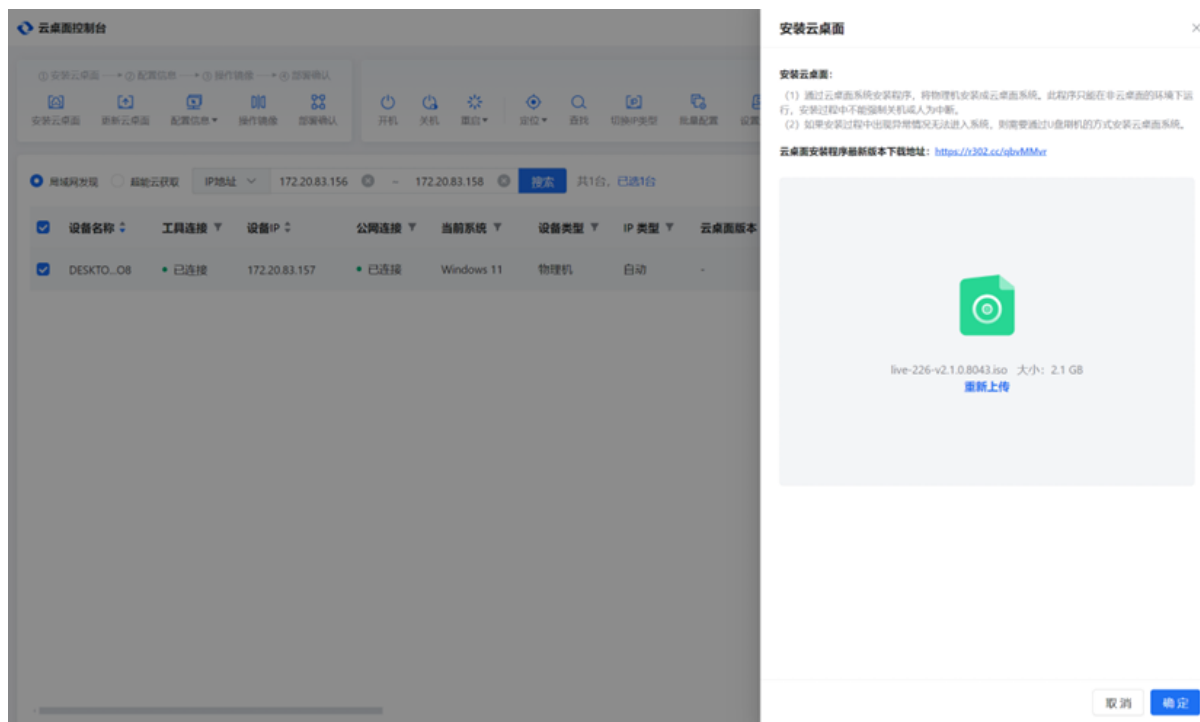 云桌面控制台
①安装云桌面 → ②配置信息 → ③操作镜像 → ④部署确认
安装云桌面 更新云桌面 配置信息 操作镜像 部署确认
开机 关机 重启 定位 查找 切换IP类型 批量配置 设置
局域网发现 超能云获取 IP地址 172.20.83.156 – 172.20.83.158 搜索 共1台, 已选1台
设备名称 工具连接 设备IP 公网连接 当前系统 设备类型 IP 类型 云桌面版本
DESKTO...O8 已连接 172.20.83.157 已连接 Windows 11 物理机 自动 -
安装云桌面
安装云桌面:
(1) 通过云桌面系统安装程序, 将物理机安装成云桌面系统。此程序只能在非云桌面的环境下运
行, 安装过程中不能强制关机或人为中断。
(2) 如果安装过程中出现异常情况无法进入系统, 则需要通过U盘刷机的方式安装云桌面系统。
云桌面安装程序最新版本下载地址: https://r302.cc/qbvMMvr
live-226-v2.1.0.8043.iso 大小: 2.1 GB
重新上传
取消 确定